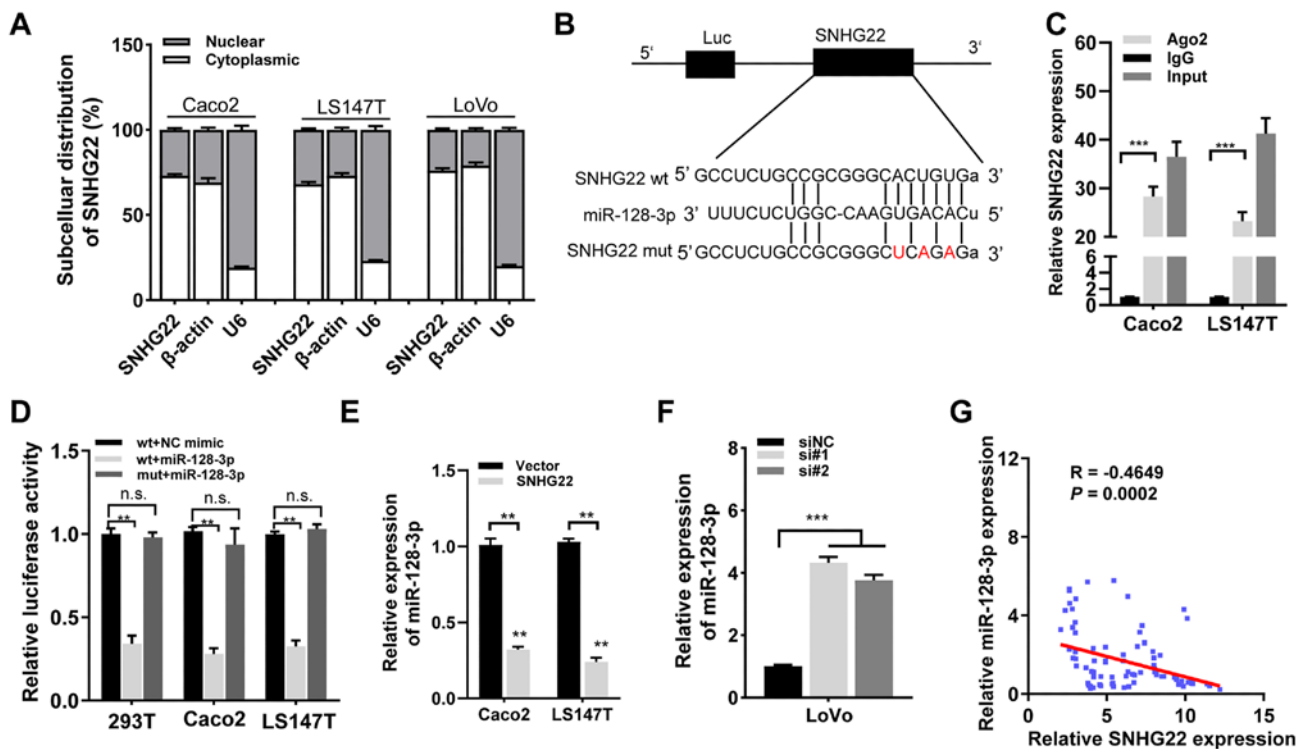 A
Subcelluar distribution
of SNHG22 (%)
150
100
50
0
Nuclear
Cytoplasmic
Caco2
LS147T
LoVo
SNHG22
β-actin
U6
SNHG22
β-actin
U6
SNHG22
β-actin
U6
B
5‘
Luc
SNHG22
3‘
SNHG22 wt 5’ GCCUCUGCCGCGGGCACUGUGa 3’
miR-128-3p 3’ UUUCUCUGGC-CAAGUGACACu 5’
SNHG22 mut 5’ GCCUCUGCCGCGGGCUCAGAGa 3’
C
Relative SNHG22 expression
60
50
40
30
20
6
4
2
0
Ago2
IgG
Input
***
***
Caco2
LS147T
D
Relative luciferase activity
1.5
1.0
0.5
0.0
wt+NC mimic
wt+miR-128-3p
mut+miR-128-3p
n.s.
**
n.s.
**
n.s.
**
293T
Caco2
LS147T
E
Relative expression
of miR-128-3p
1.5
1.0
0.5
0.0
Vector
SNHG22
**
**
**
**
Caco2
LS147T
F
Relative expression
of miR-128-3p
8
6
4
2
0
siNC
si#1
si#2
***
LoVo
G
Relative miR-128-3p expression
12
8
4
0
R = -0.4649
P = 0.0002
0
5
10
15
Relative SNHG22 expression